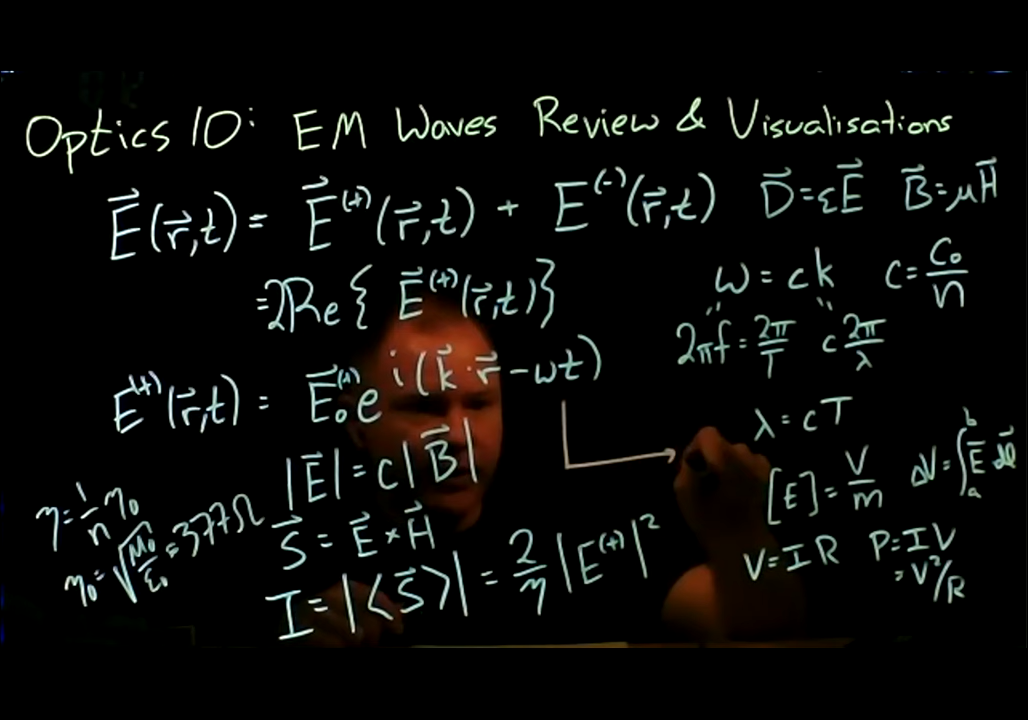 Optics 10: EM Waves Review & Visualisations
E⃗(r⃗,t) = E⃗⁽⁺⁾(r⃗,t) + E⁽⁻⁾(r⃗,t)
D⃗=εE⃗ B⃗=μH⃗
=2Re{ E⃗⁽⁺⁾(r⃗,t)}
ω = ck c = c₀/n
2πf = 2π/T c 2π/λ
E⁽⁺⁾(r⃗,t) = E⃗₀⁽⁺⁾ e^i(k⃗·r⃗-ωt)
λ = cT
|E⃗| = c|B⃗|
[E] = V/m ΔV = ∫ₐᵇ E⃗ dl⃗
η = 1/n η₀
η₀ = √(μ₀/ε₀) = 377Ω
S⃗ = E⃗ × H⃗
V = IR P = IV
= V²/R
I = |⟨S⃗⟩| = 2/η |E⁽⁺⁾|²